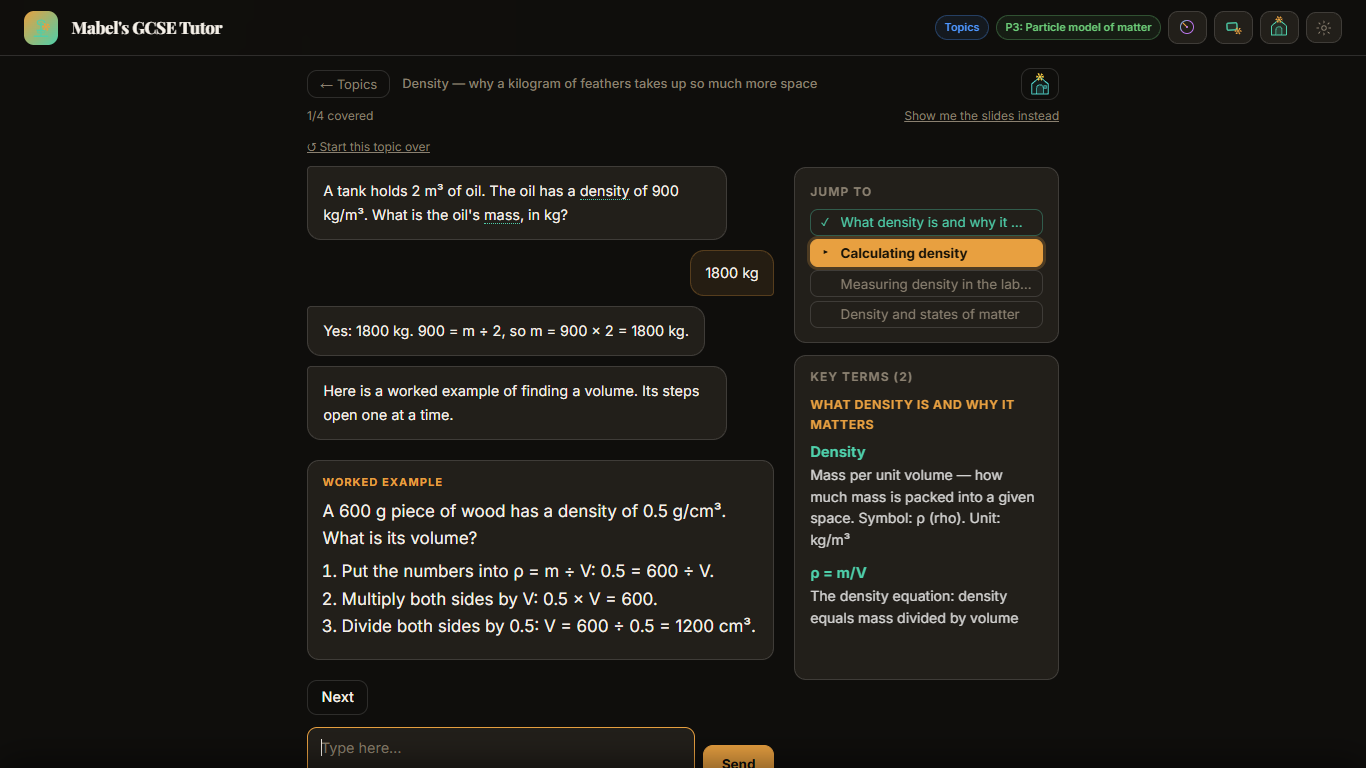 Mabel's GCSE Tutor
Topics
P3: Particle model of matter
← Topics
Density — why a kilogram of feathers takes up so much more space
1/4 covered
Show me the slides instead
↺ Start this topic over
A tank holds 2 m³ of oil. The oil has a density of 900
kg/m³. What is the oil's mass, in kg?
1800 kg
Yes: 1800 kg. 900 = m ÷ 2, so m = 900 × 2 = 1800 kg.
Here is a worked example of finding a volume. Its steps
open one at a time.
WORKED EXAMPLE
A 600 g piece of wood has a density of 0.5 g/cm³.
What is its volume?
1. Put the numbers into ρ = m ÷ V: 0.5 = 600 ÷ V.
2. Multiply both sides by V: 0.5 × V = 600.
3. Divide both sides by 0.5: V = 600 ÷ 0.5 = 1200 cm³.
Next
Type here...
Send
JUMP TO
✓ What density is and why it ...
‣ Calculating density
Measuring density in the lab...
Density and states of matter
KEY TERMS (2)
WHAT DENSITY IS AND WHY IT
MATTERS
Density
Mass per unit volume — how
much mass is packed into a given
space. Symbol: ρ (rho). Unit:
kg/m³
ρ = m/V
The density equation: density
equals mass divided by volume